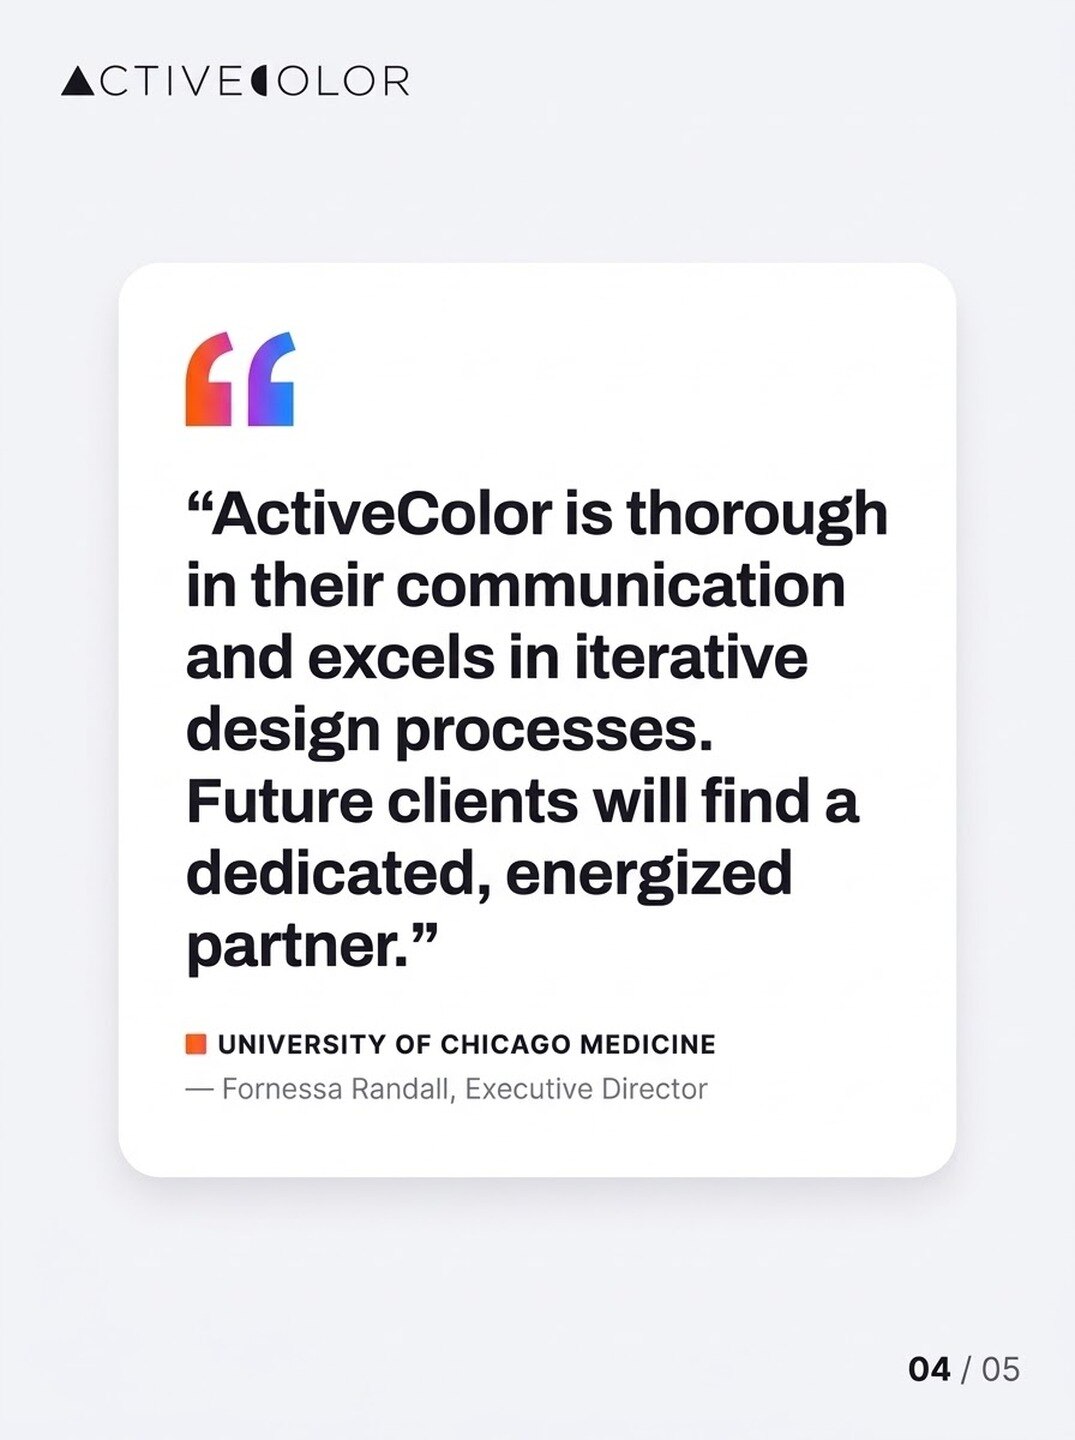 ACTIVECOLOR
“ActiveColor is thorough
in their communication
and excels in iterative
design processes.
Future clients will find a
dedicated, energized
partner.”
UNIVERSITY OF CHICAGO MEDICINE
— Fornessa Randall, Executive Director
04 / 05